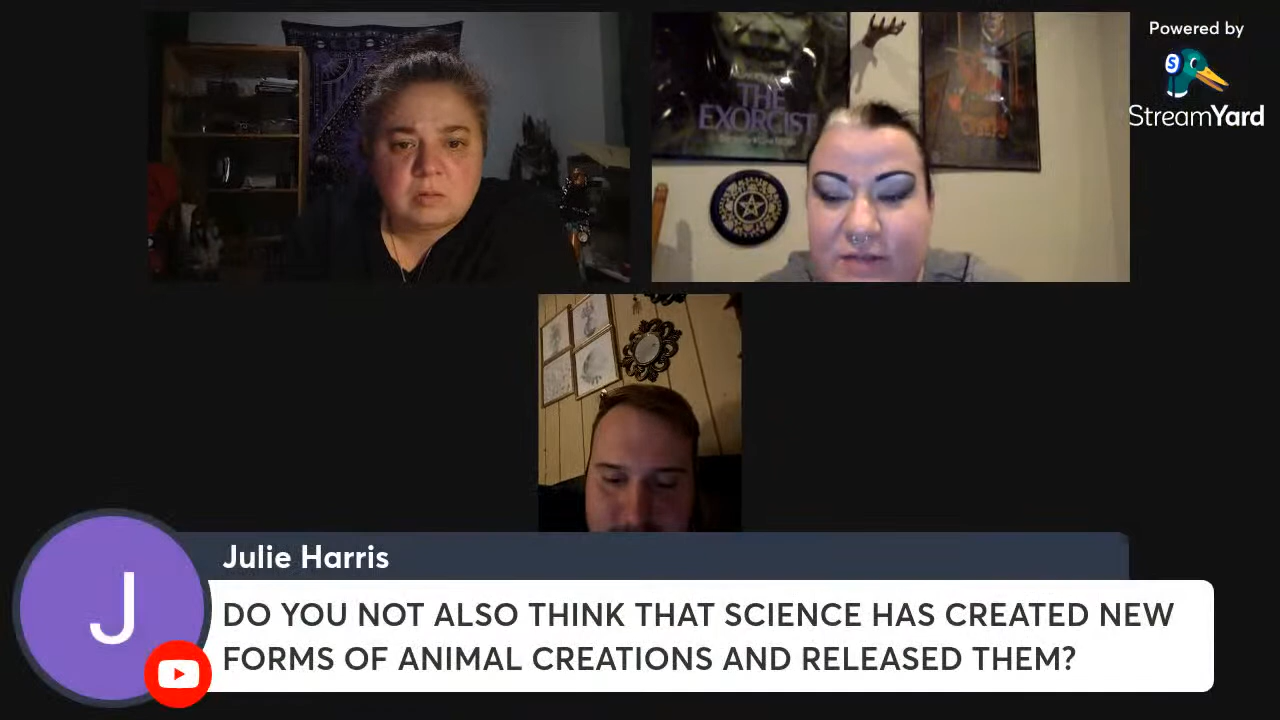 Powered by
S
StreamYard
THE
EXORCIST
J
Julie Harris
DO YOU NOT ALSO THINK THAT SCIENCE HAS CREATED NEW
FORMS OF ANIMAL CREATIONS AND RELEASED THEM?